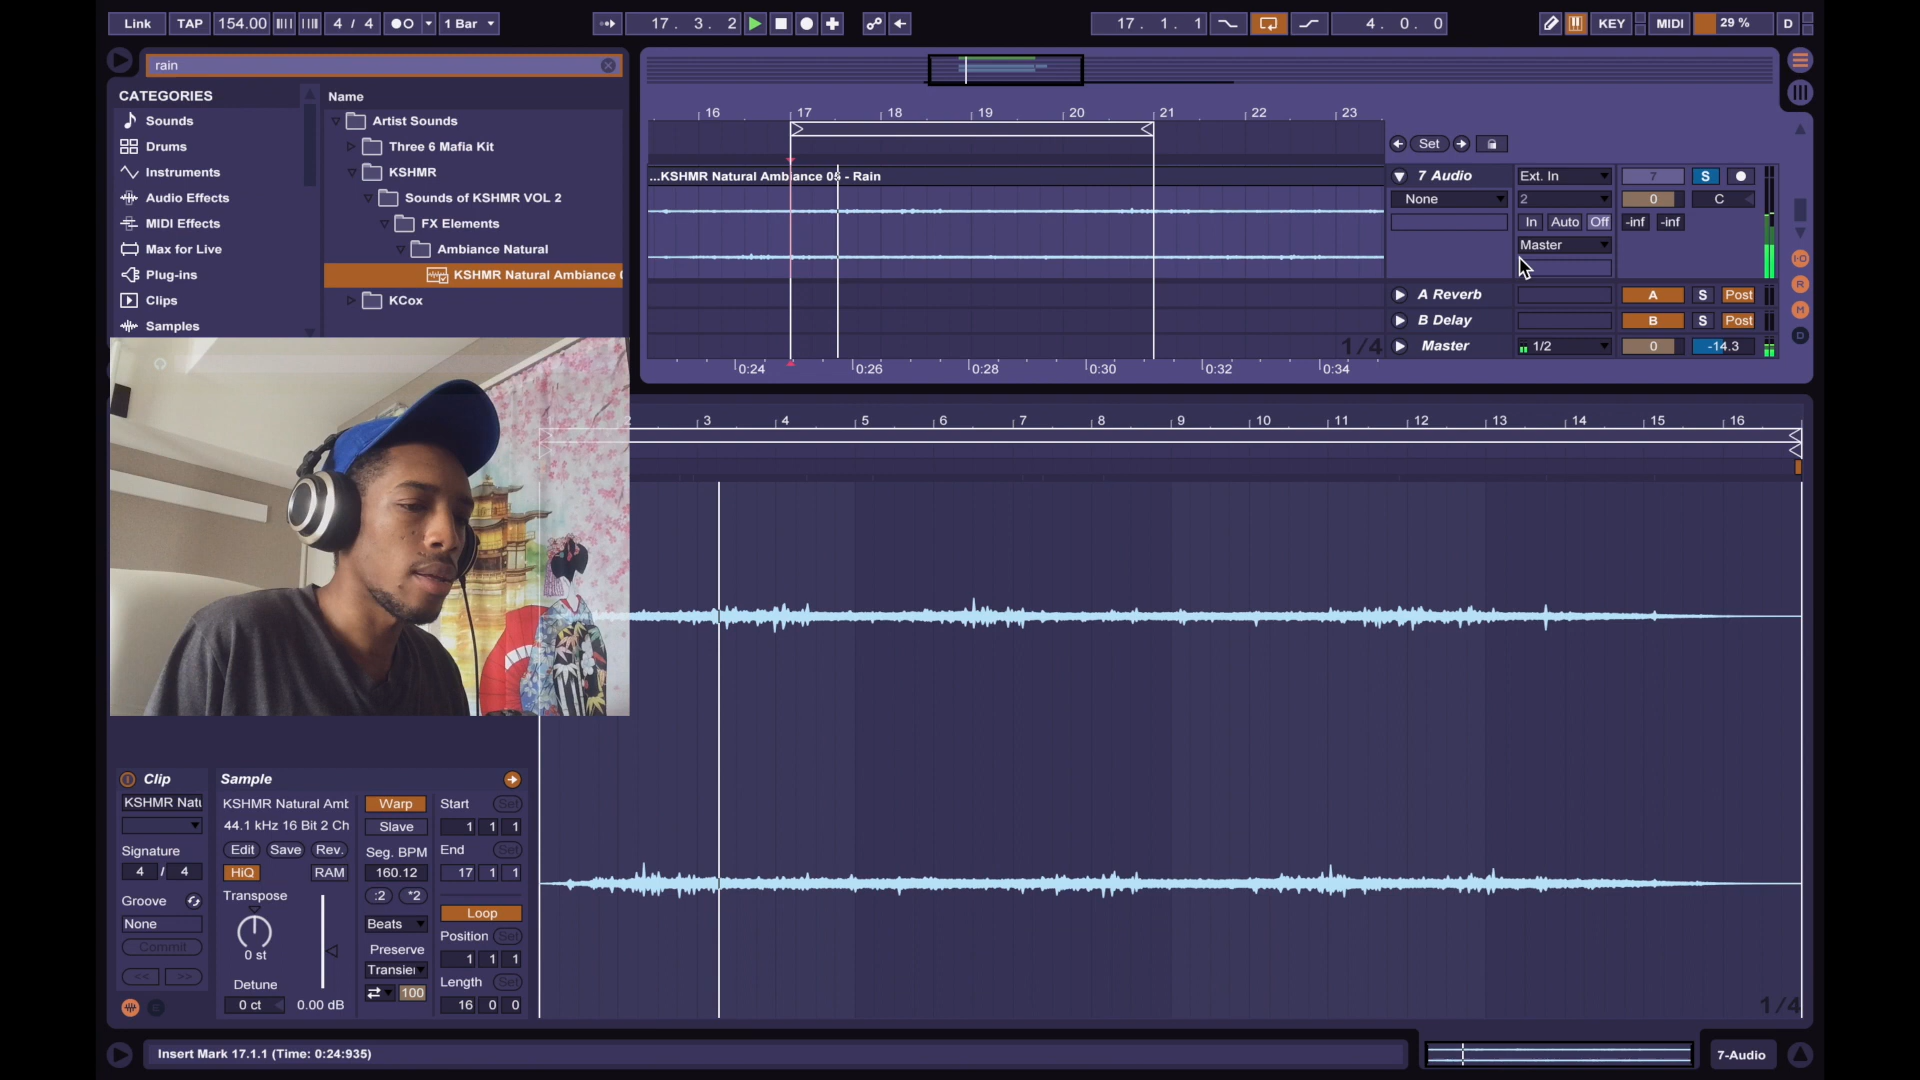 Link TAP 154.00 4 / 4 1 Bar 17. 3. 2 17. 1. 1 4. 0. 0 KEY MIDI 29 % D
rain
CATEGORIES
Sounds
Drums
Instruments
Audio Effects
MIDI Effects
Max for Live
Plug-ins
Clips
Samples
Name
Artist Sounds
Three 6 Mafia Kit
KSHMR
Sounds of KSHMR VOL 2
FX Elements
Ambiance Natural
KSHMR Natural Ambiance
KCox
16 17 18 19 20 21 22 23
Set
...KSHMR Natural Ambiance 08 - Rain
7 Audio Ext. In 7 S
None 2 0 C
In Auto Off -inf -inf
Master
A Reverb A S Post
B Delay B S Post
1/4 Master 1/2 0 -14.3
0:24 0:26 0:28 0:30 0:32 0:34
I·O
R
M
D
2 3 4 5 6 7 8 9 10 11 12 13 14 15 16
1/4
Clip
KSHMR Natu
Signature
4 / 4
Groove
None
Commit
<< >>
Sample
KSHMR Natural Amb
44.1 kHz 16 Bit 2 Ch
Edit Save Rev.
HiQ RAM
Transpose
0 st
Detune
0 ct 0.00 dB
Warp
Slave
Seg. BPM
160.12
:2 *2
Beats
Preserve
Transie
100
Start Set
1 1 1
End Set
17 1 1
Loop
Position Set
1 1 1
Length Set
16 0 0
Insert Mark 17.1.1 (Time: 0:24:935)
7-Audio